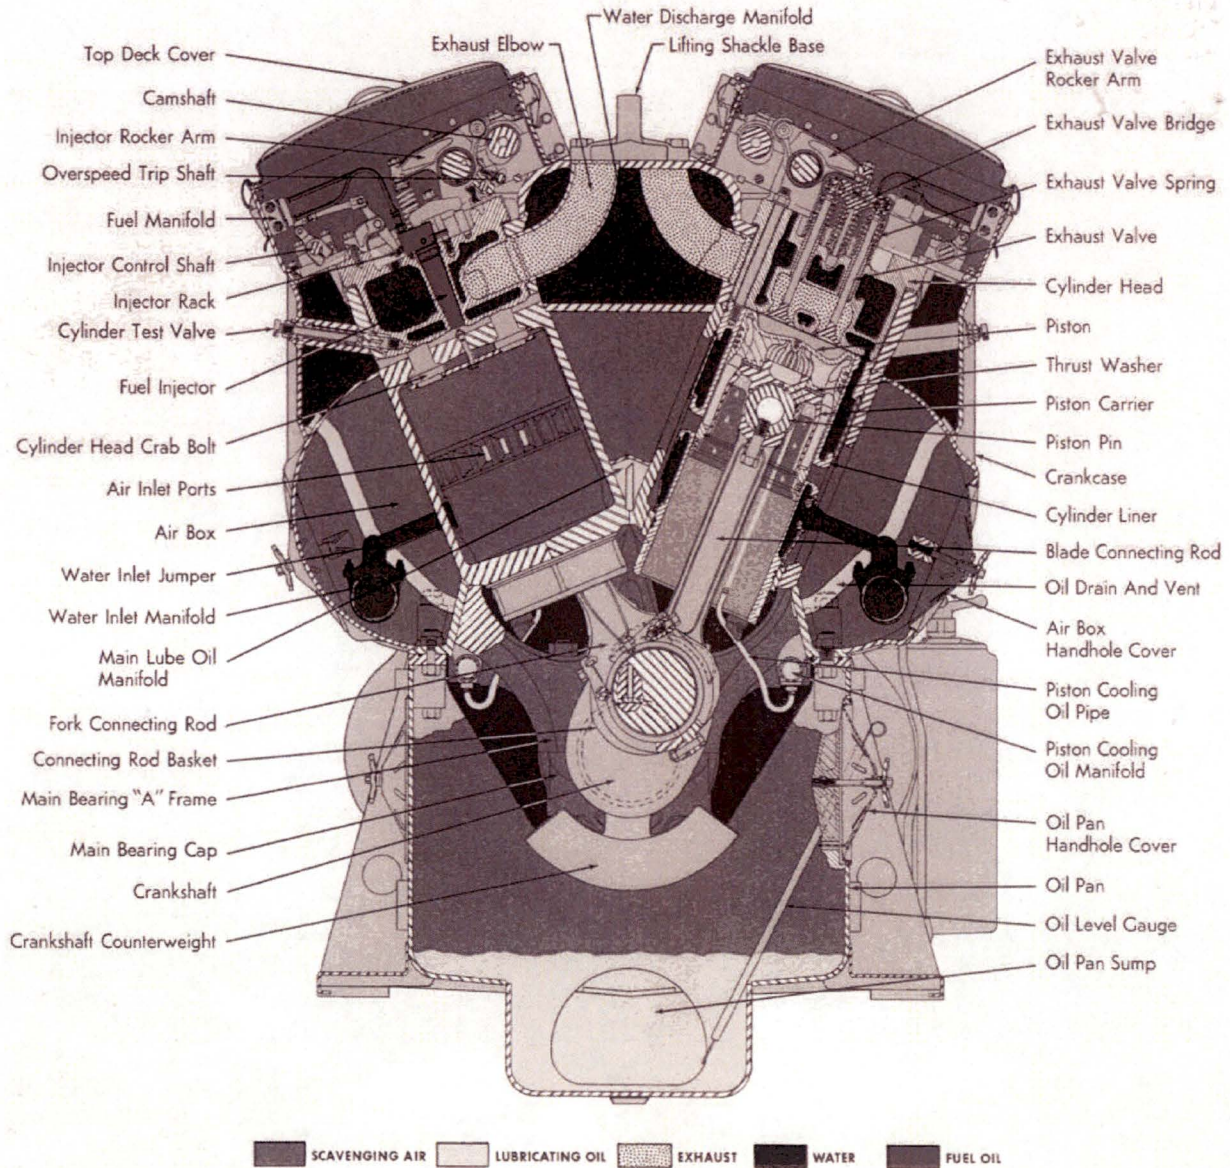 Water Discharge Manifold
Exhaust Elbow
Lifting Shackle Base
Top Deck Cover
Camshaft
Injector Rocker Arm
Overspeed Trip Shaft
Fuel Manifold
Injector Control Shaft
Injector Rack
Cylinder Test Valve
Fuel Injector
Cylinder Head Crab Bolt
Air Inlet Ports
Air Box
Water Inlet Jumper
Water Inlet Manifold
Main Lube Oil
Manifold
Fork Connecting Rod
Connecting Rod Basket
Main Bearing "A" Frame
Main Bearing Cap
Crankshaft
Crankshaft Counterweight
Exhaust Valve
Rocker Arm
Exhaust Valve Bridge
Exhaust Valve Spring
Exhaust Valve
Cylinder Head
Piston
Thrust Washer
Piston Carrier
Piston Pin
Crankcase
Cylinder Liner
Blade Connecting Rod
Oil Drain And Vent
Air Box
Handhole Cover
Piston Cooling
Oil Pipe
Piston Cooling
Oil Manifold
Oil Pan
Handhole Cover
Oil Pan
Oil Level Gauge
Oil Pan Sump
SCAVENGING AIR LUBRICATING OIL EXHAUST WATER FUEL OIL